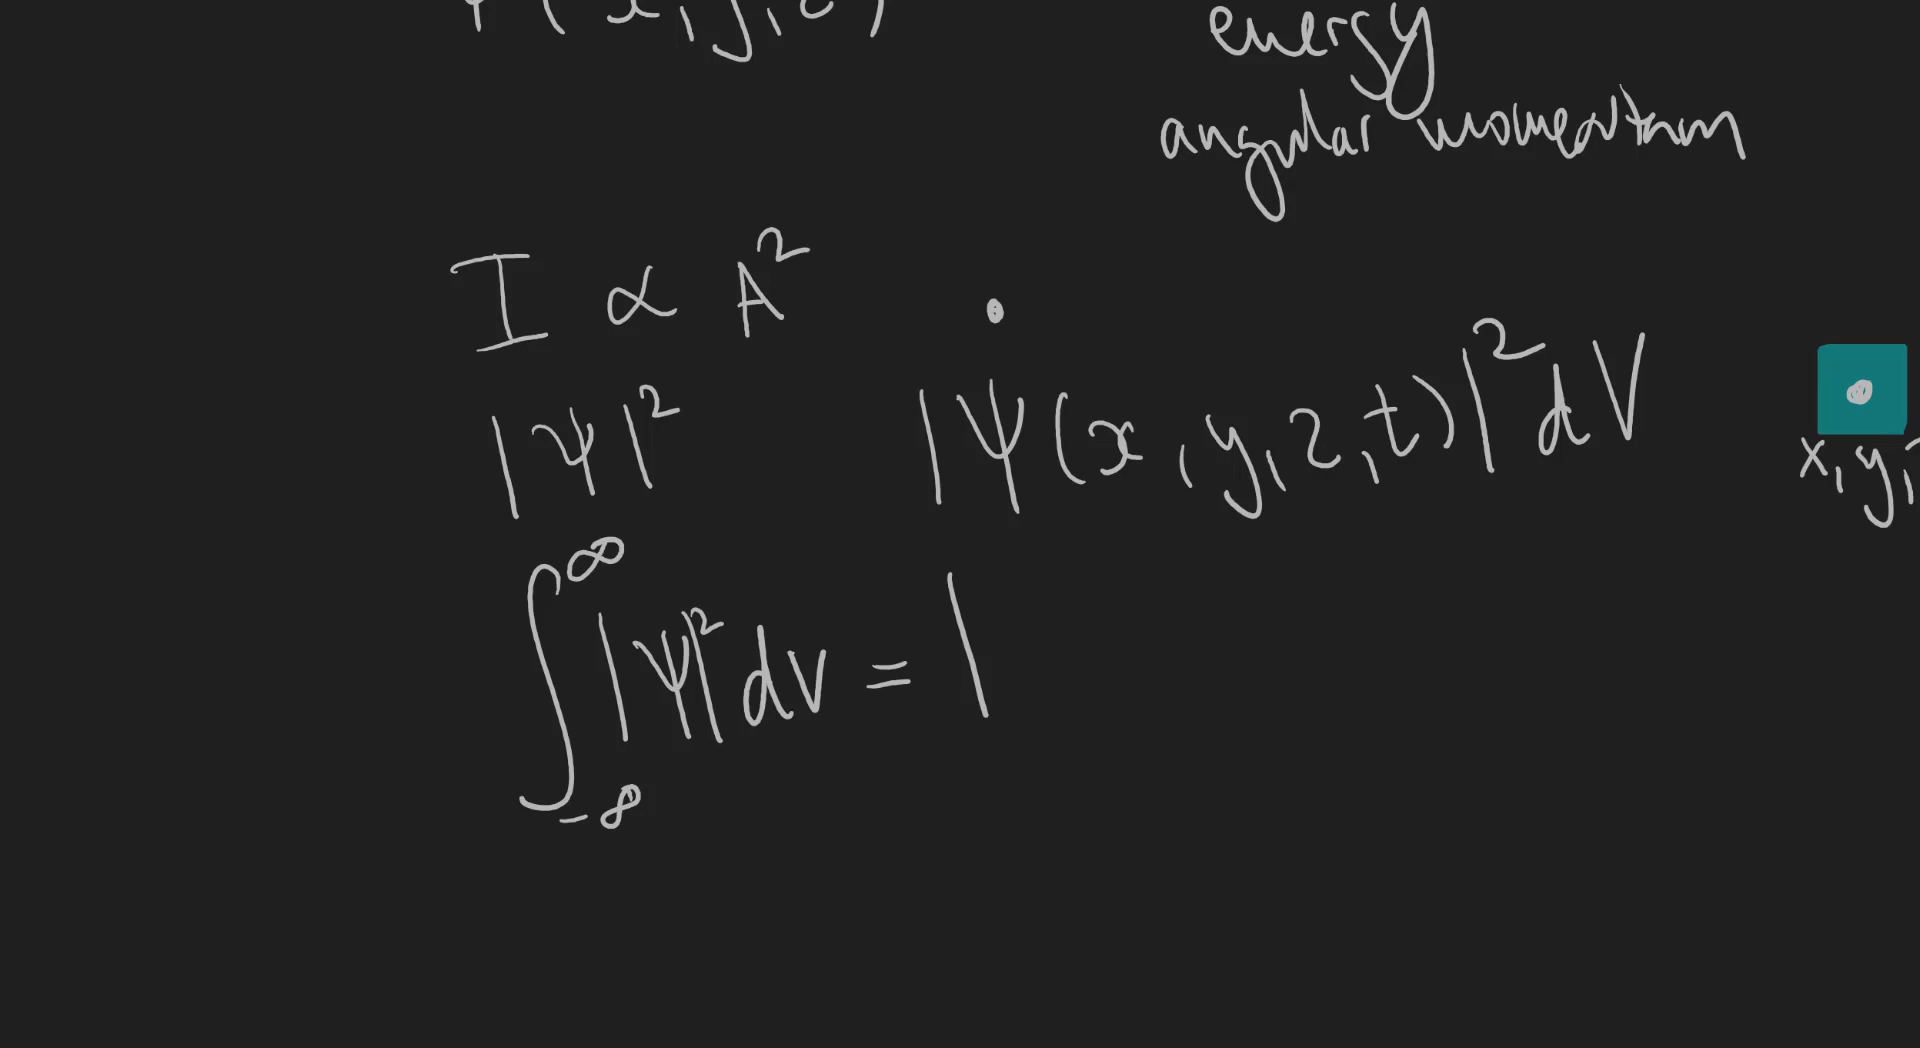 energy
angular momentum
I ∝ A²
|Ψ|²
|Ψ(x, y, z, t)|² dV
x, y,
∫_{-∞}^{∞} |Ψ|² dV = 1